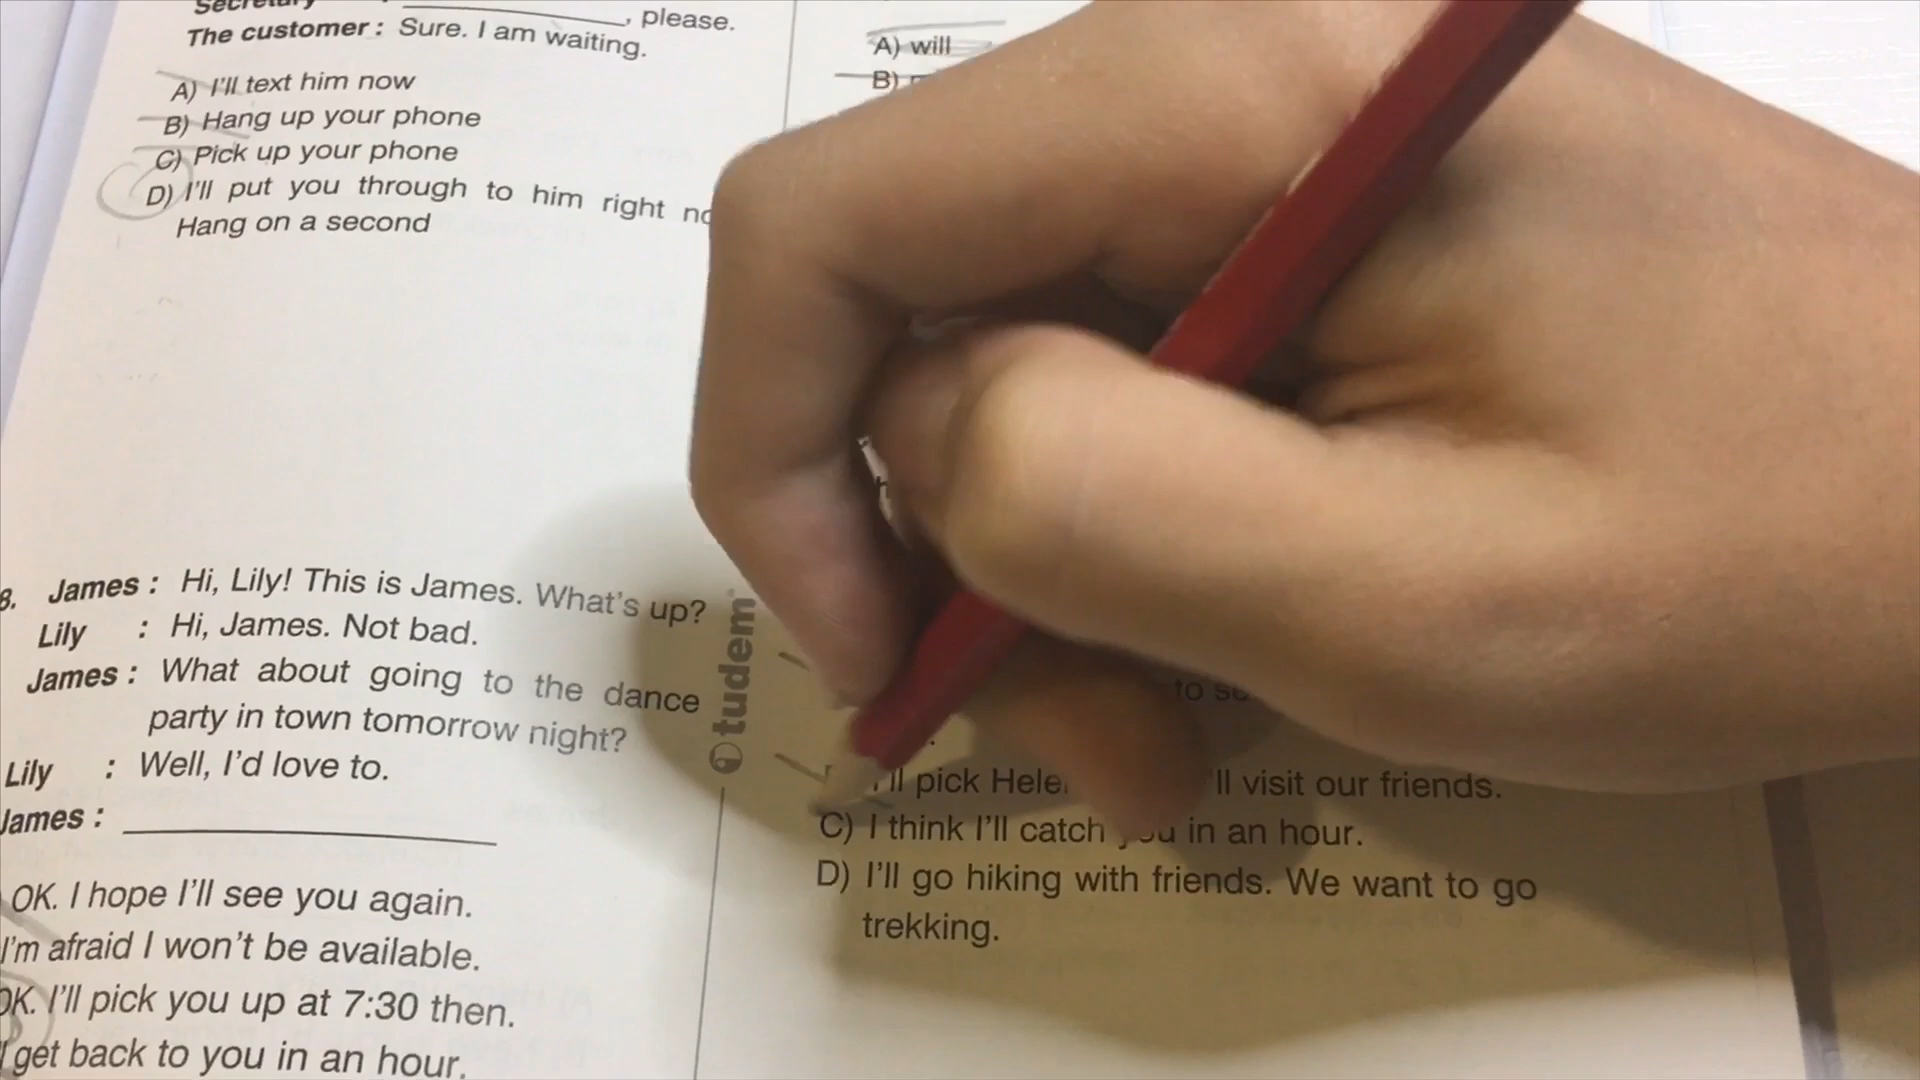 Secretary
, please.
The customer : Sure. I am waiting.
A) I'll text him now
B) Hang up your phone
C) Pick up your phone
D) I'll put you through to him right
Hang on a second
8. James : Hi, Lily! This is James. What's up?
Lily : Hi, James. Not bad.
James : What about going to the dance
party in town tomorrow night?
Lily : Well, I'd love to.
James :
OK. I hope I'll see you again.
I'm afraid I won't be available.
OK. I'll pick you up at 7:30 then.
get back to you in an hour.
tudem
A) will
B)
to
pick 'll visit our friends.
C) I think I'll catch you in an hour.
D) I'll go hiking with friends. We want to go
trekking.